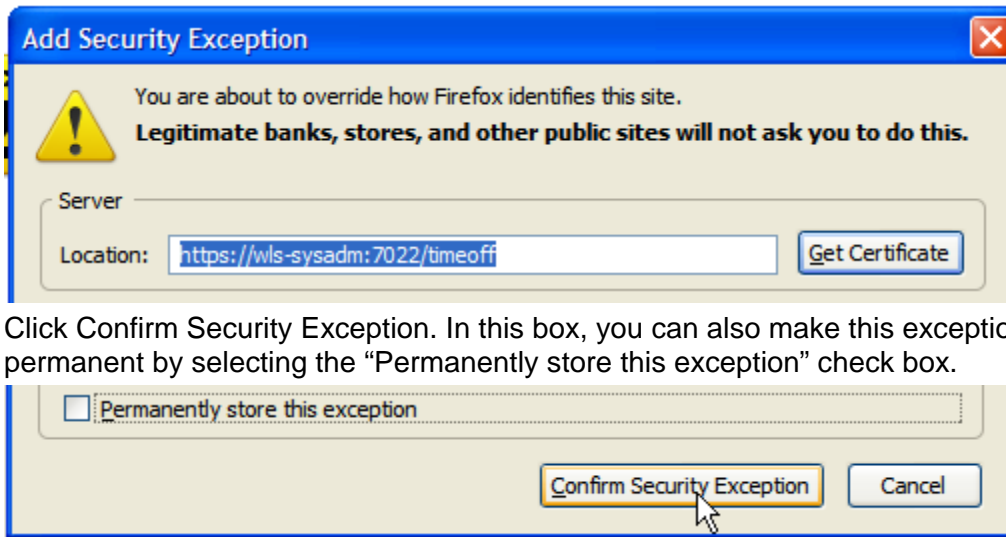 Add Security Exception
You are about to override how Firefox identifies this site.
Legitimate banks, stores, and other public sites will not ask you to do this.
Server
Location: https://wls-sysadm:7022/timeoff Get Certificate
Click Confirm Security Exception. In this box, you can also make this exceptio
permanent by selecting the “Permanently store this exception” check box.
Permanently store this exception
Confirm Security Exception Cancel